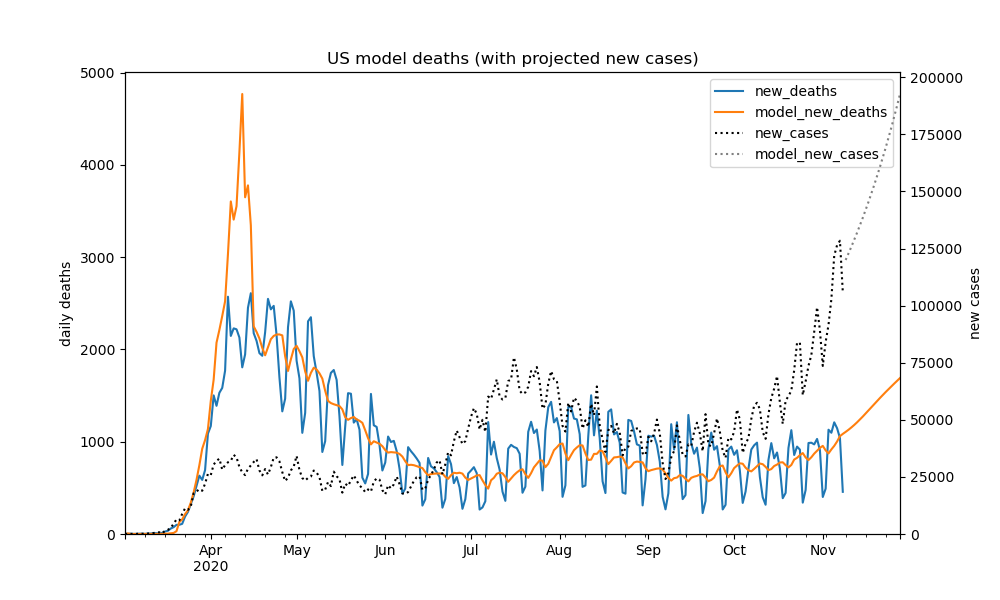 US model deaths (with projected new cases)
5000
4000
3000
2000
1000
0
daily deaths
200000
175000
150000
125000
100000
75000
50000
25000
0
new cases
new_deaths
model_new_deaths
new_cases
model_new_cases
Apr
2020
May
Jun
Jul
Aug
Sep
Oct
Nov